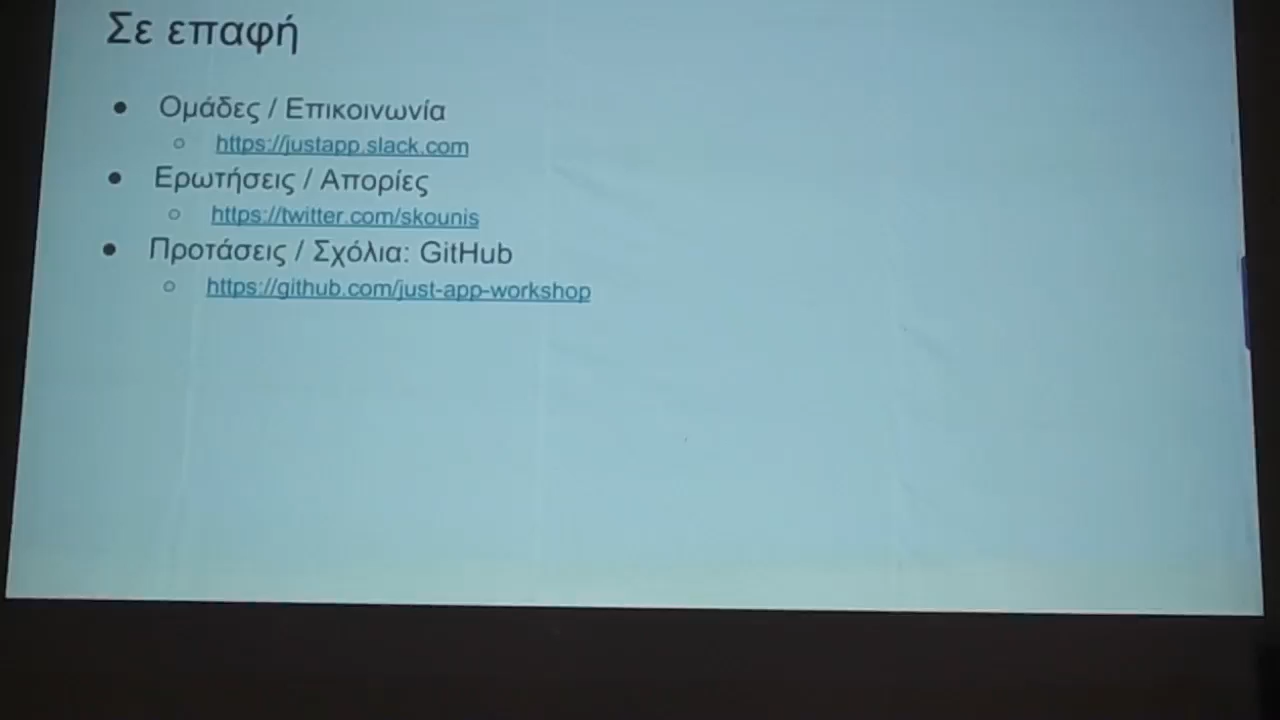 Σε επαφή
● Ομάδες / Επικοινωνία
○ https://justapp.slack.com
● Ερωτήσεις / Απορίες
○ https://twitter.com/skounis
● Προτάσεις / Σχόλια: GitHub
○ https://github.com/just-app-workshop